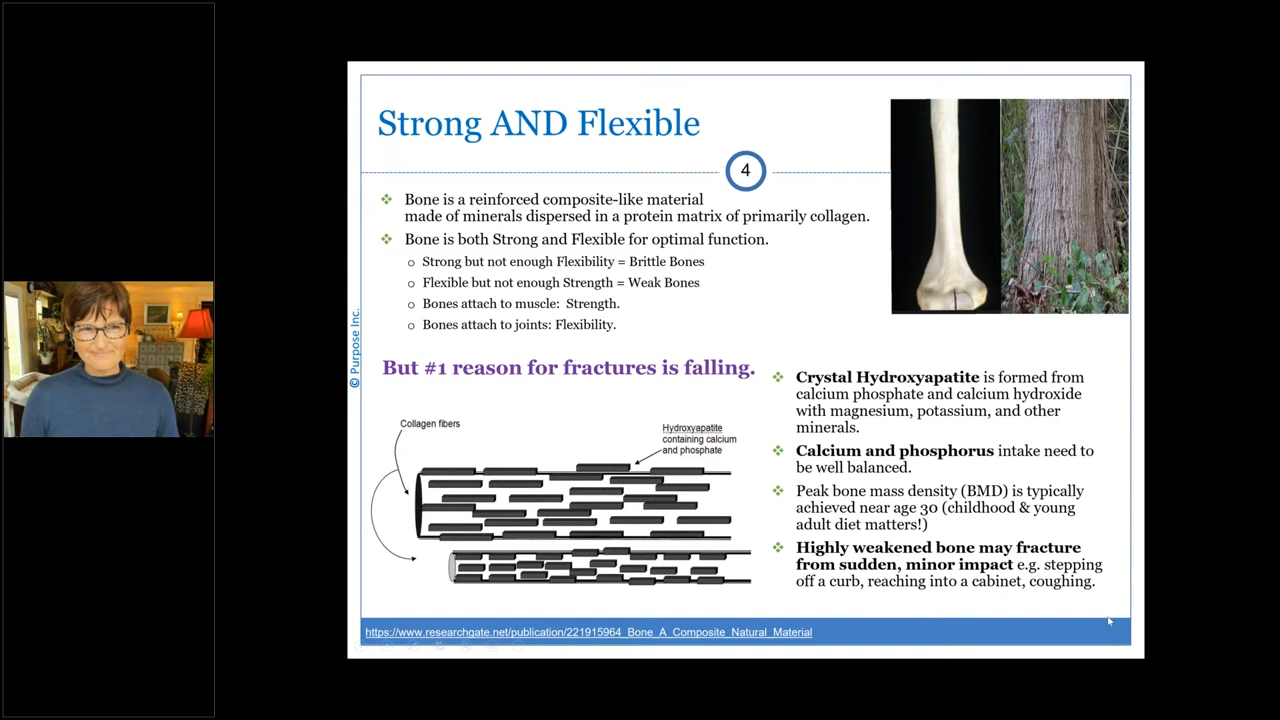 Strong AND Flexible
4
Bone is a reinforced composite-like material
made of minerals dispersed in a protein matrix of primarily collagen.
Bone is both Strong and Flexible for optimal function.
Strong but not enough Flexibility = Brittle Bones
Flexible but not enough Strength = Weak Bones
Bones attach to muscle: Strength.
Bones attach to joints: Flexibility.
© Purpose Inc.
But #1 reason for fractures is falling.
Collagen fibers
Hydroxyapatite
containing calcium
and phosphate
Crystal Hydroxyapatite is formed from
calcium phosphate and calcium hydroxide
with magnesium, potassium, and other
minerals.
Calcium and phosphorus intake need to
be well balanced.
Peak bone mass density (BMD) is typically
achieved near age 30 (childhood & young
adult diet matters!)
Highly weakened bone may fracture
from sudden, minor impact e.g. stepping
off a curb, reaching into a cabinet, coughing.
https://www.researchgate.net/publication/221915964_Bone_A_Composite_Natural_Material